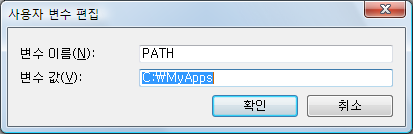 사용자 변수 편집
변수 이름(N): PATH
변수 값(V): C:₩MyApps
확인 취소